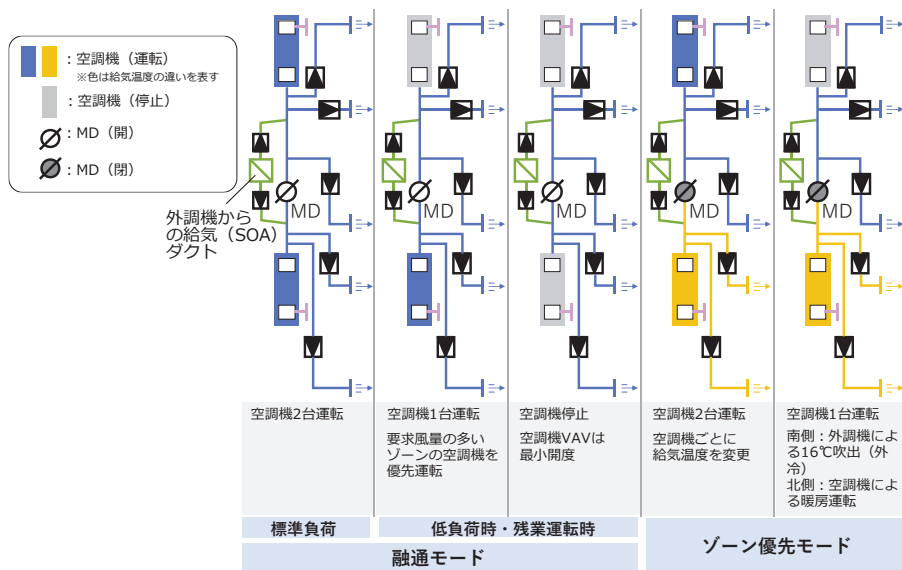 ：空調機（運転）
※色は給気温度の違いを表す
：空調機（停止）
：MD（開）
：MD（閉）
外調機から
の給気（SOA）
ダクト
MD
MD
MD
MD
MD
空調機2台運転
空調機1台運転
要求風量の多い
ゾーンの空調機を
優先運転
空調機停止
空調機VAVは
最小開度
空調機2台運転
空調機ごとに
給気温度を変更
空調機1台運転
南側：外調機によ
る16℃吹出（外
冷）
北側：空調機によ
る暖房運転
標準負荷
低負荷時・残業運転時
融通モード
ゾーン優先モード